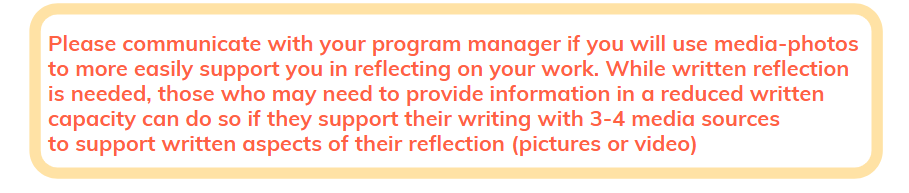 Please communicate with your program manager if you will use media-photos
to more easily support you in reflecting on your work. While written reflection
is needed, those who may need to provide information in a reduced written
capacity can do so if they support their writing with 3-4 media sources
to support written aspects of their reflection (pictures or video)